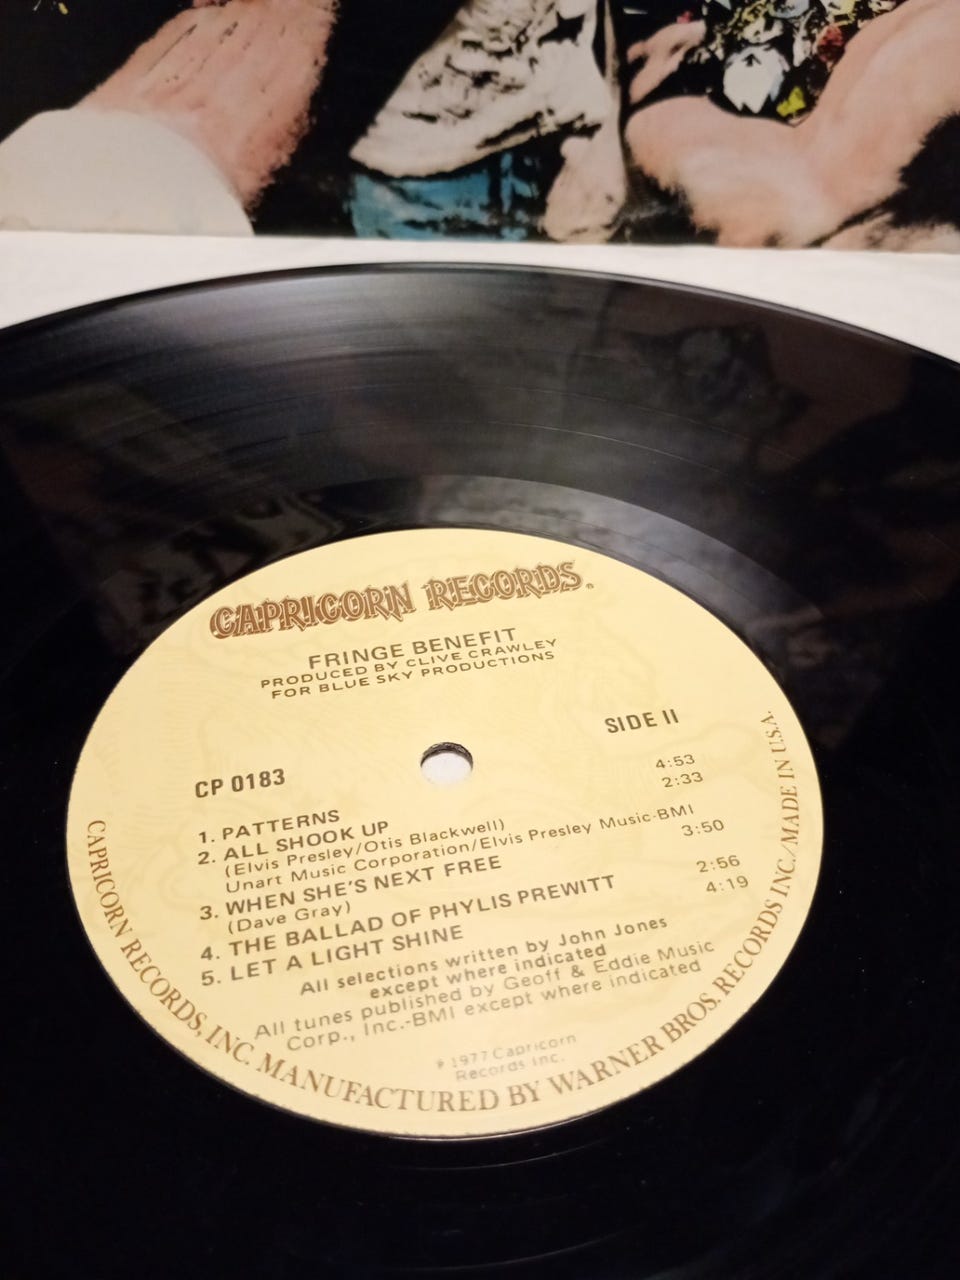 CAPRICORN RECORDS.
FRINGE BENEFIT
PRODUCED BY CLIVE CRAWLEY
FOR BLUE SKY PRODUCTIONS
SIDE II
CP 0183
1. PATTERNS 4:53
2. ALL SHOOK UP 2:33
(Elvis Presley/Otis Blackwell)
Unart Music Corporation/Elvis Presley Music-BMI
3. WHEN SHE'S NEXT FREE 3:50
(Dave Gray)
4. THE BALLAD OF PHYLIS PREWITT 2:56
5. LET A LIGHT SHINE 4:19
All selections written by John Jones
except where indicated
All tunes published by Geoff & Eddie Music
Corp., Inc.-BMI except where indicated
℗ 1977 Capricorn
Records Inc.
CAPRICORN RECORDS, INC. MANUFACTURED BY WARNER BROS. RECORDS INC./MADE IN U.S.A.